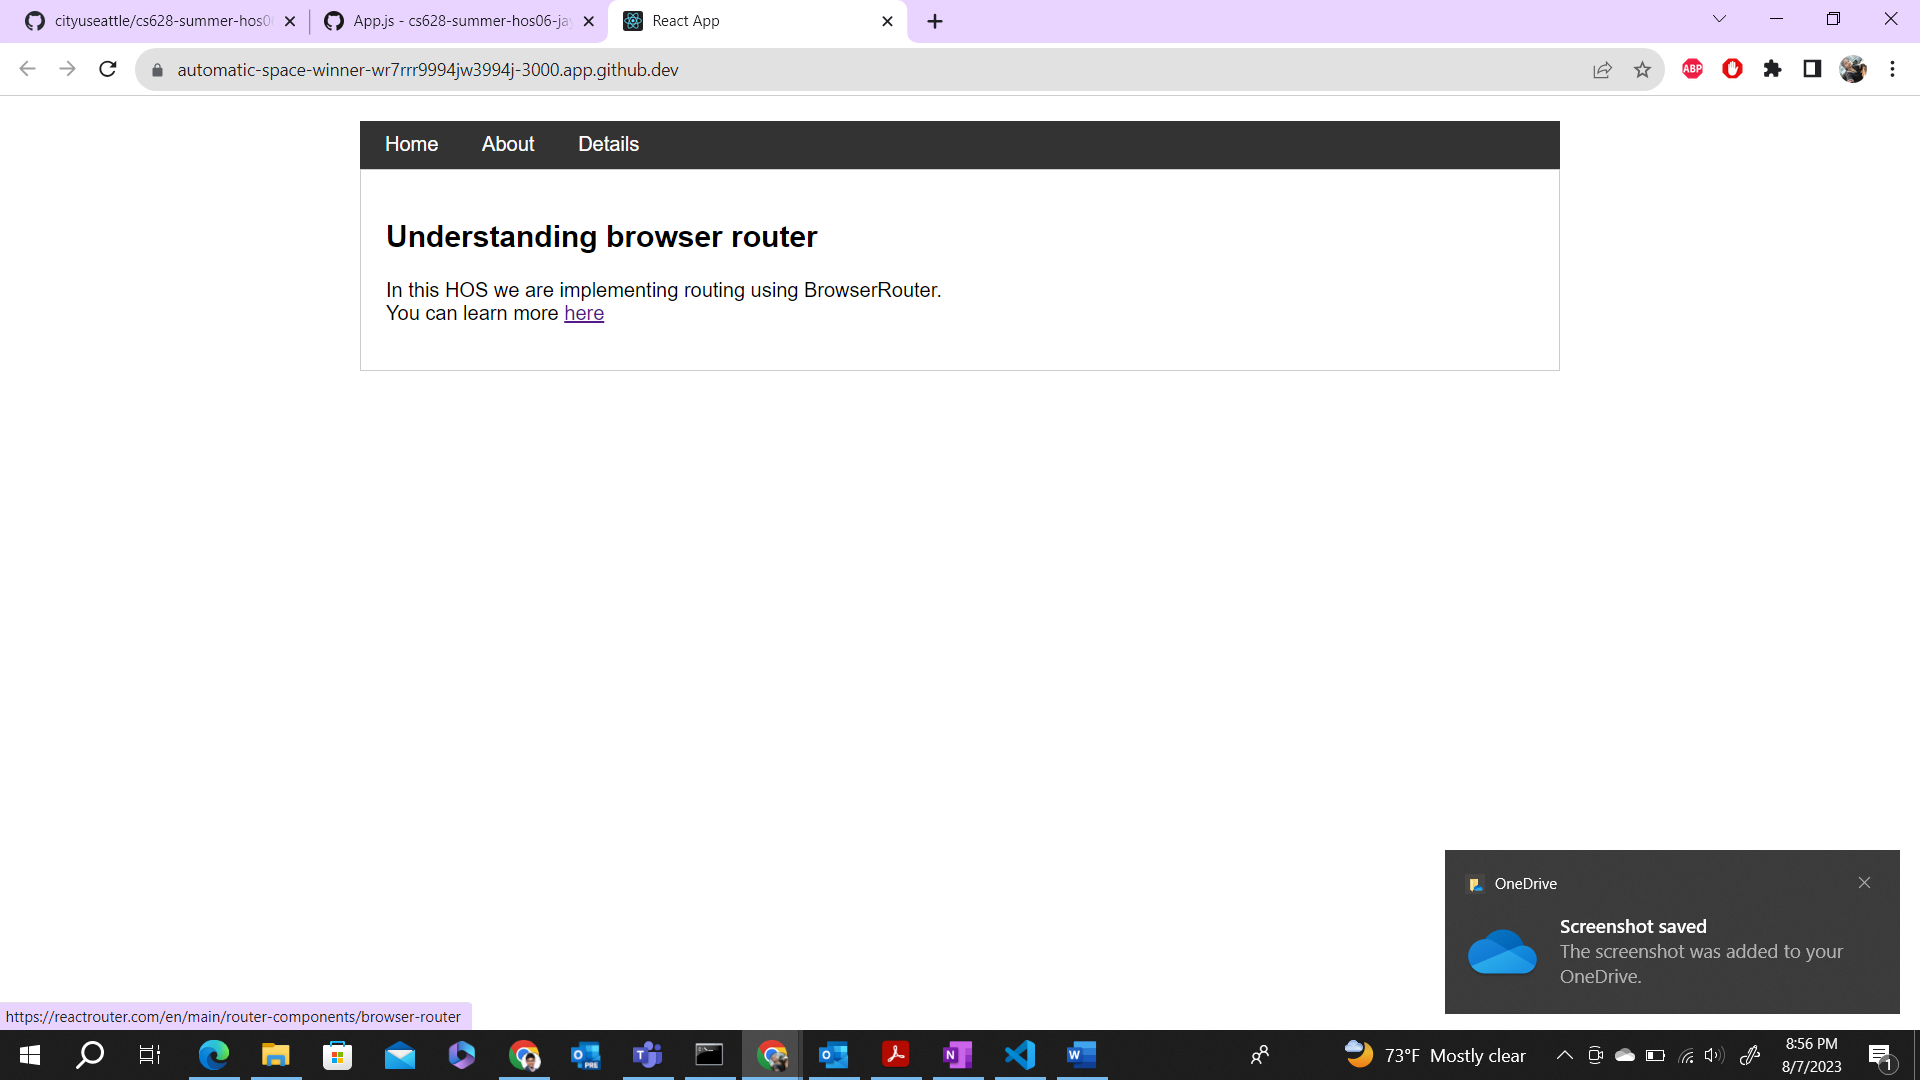 cityuseattle/cs628-summer-hos0
App.js - cs628-summer-hos06-ja
React App
automatic-space-winner-wr7rrr9994jw3994j-3000.app.github.dev
ABP
Home About Details
Understanding browser router
In this HOS we are implementing routing using BrowserRouter.
You can learn more here
OneDrive
Screenshot saved
The screenshot was added to your
OneDrive.
https://reactrouter.com/en/main/router-components/browser-router
73°F Mostly clear
8:56 PM
8/7/2023
1